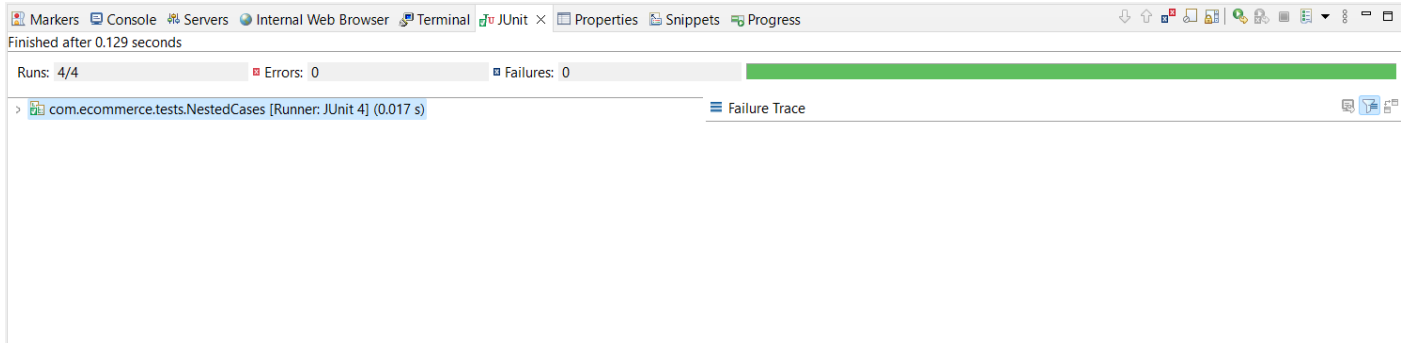 Markers Console Servers Internal Web Browser Terminal JUnit Properties Snippets Progress
Finished after 0.129 seconds
Runs: 4/4 Errors: 0 Failures: 0
com.ecommerce.tests.NestedCases [Runner: JUnit 4] (0.017 s) Failure Trace